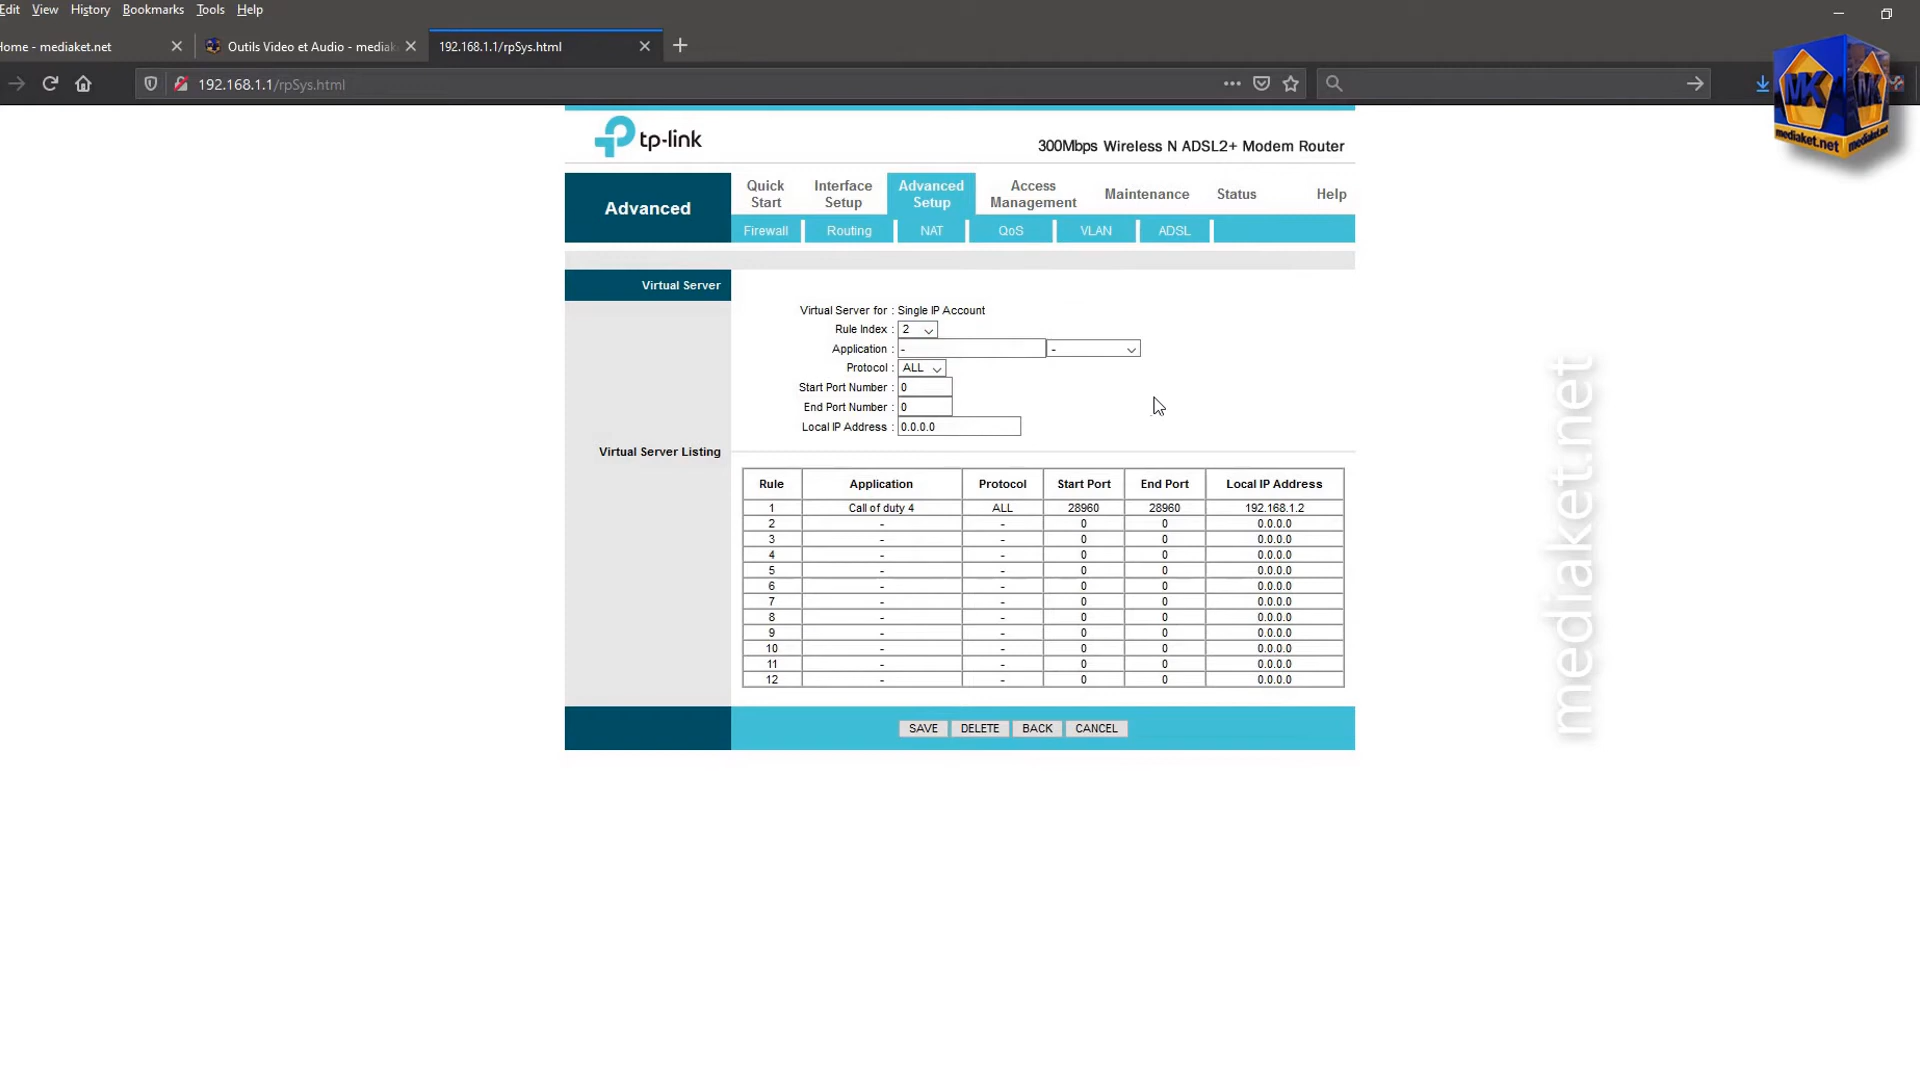 Edit View History Bookmarks Tools Help
Home - mediaket.net
Outils Video et Audio - mediak
192.168.1.1/rpSys.html
192.168.1.1/rpSys.html
MK
mediaket.net
tp-link
300Mbps Wireless N ADSL2+ Modem Router
Advanced
Quick Start
Interface Setup
Advanced Setup
Access Management
Maintenance
Status
Help
Firewall Routing NAT QoS VLAN ADSL
Virtual Server
Virtual Server for : Single IP Account
Rule Index : 2
Application : - -
Protocol : ALL
Start Port Number : 0
End Port Number : 0
Local IP Address : 0.0.0.0
Virtual Server Listing
Rule Application Protocol Start Port End Port Local IP Address
1 Call of duty 4 ALL 28960 28960 192.168.1.2
2 - - 0 0 0.0.0.0
3 - - 0 0 0.0.0.0
4 - - 0 0 0.0.0.0
5 - - 0 0 0.0.0.0
6 - - 0 0 0.0.0.0
7 - - 0 0 0.0.0.0
8 - - 0 0 0.0.0.0
9 - - 0 0 0.0.0.0
10 - - 0 0 0.0.0.0
11 - - 0 0 0.0.0.0
12 - - 0 0 0.0.0.0
SAVE DELETE BACK CANCEL
mediaket.net